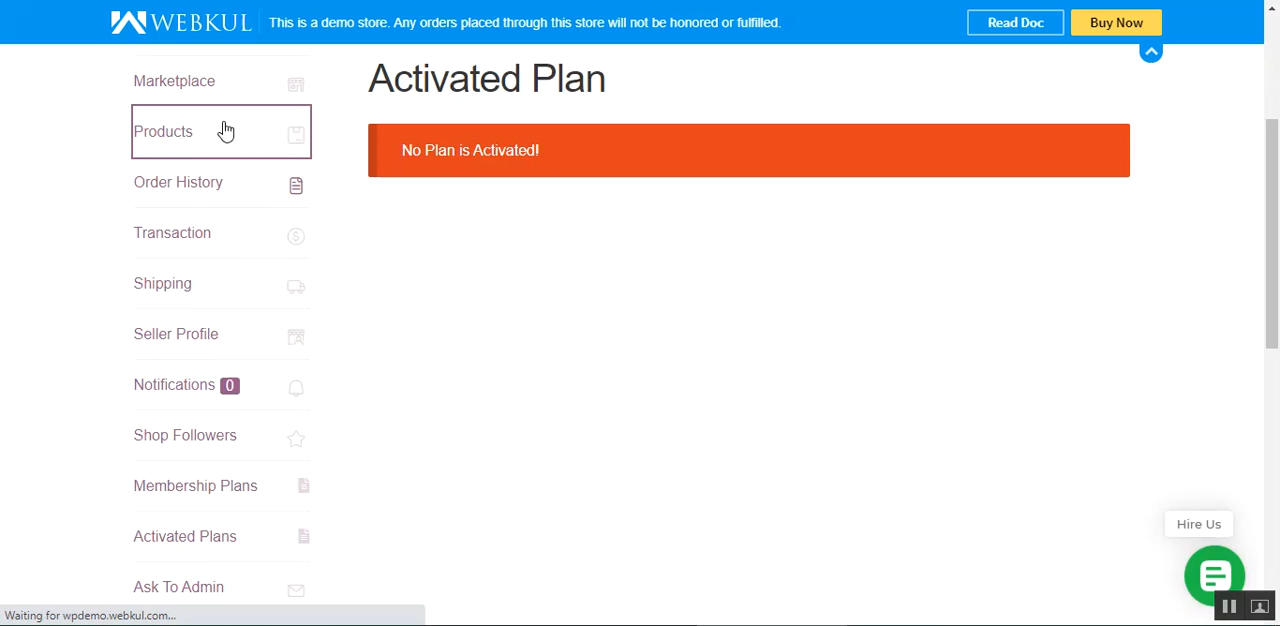 WEBKUL
This is a demo store. Any orders placed through this store will not be honored or fulfilled.
Read Doc
Buy Now
Marketplace
Products
Order History
Transaction
Shipping
Seller Profile
Notifications 0
Shop Followers
Membership Plans
Activated Plans
Ask To Admin
Activated Plan
No Plan is Activated!
Hire Us
Waiting for wpdemo.webkul.com...